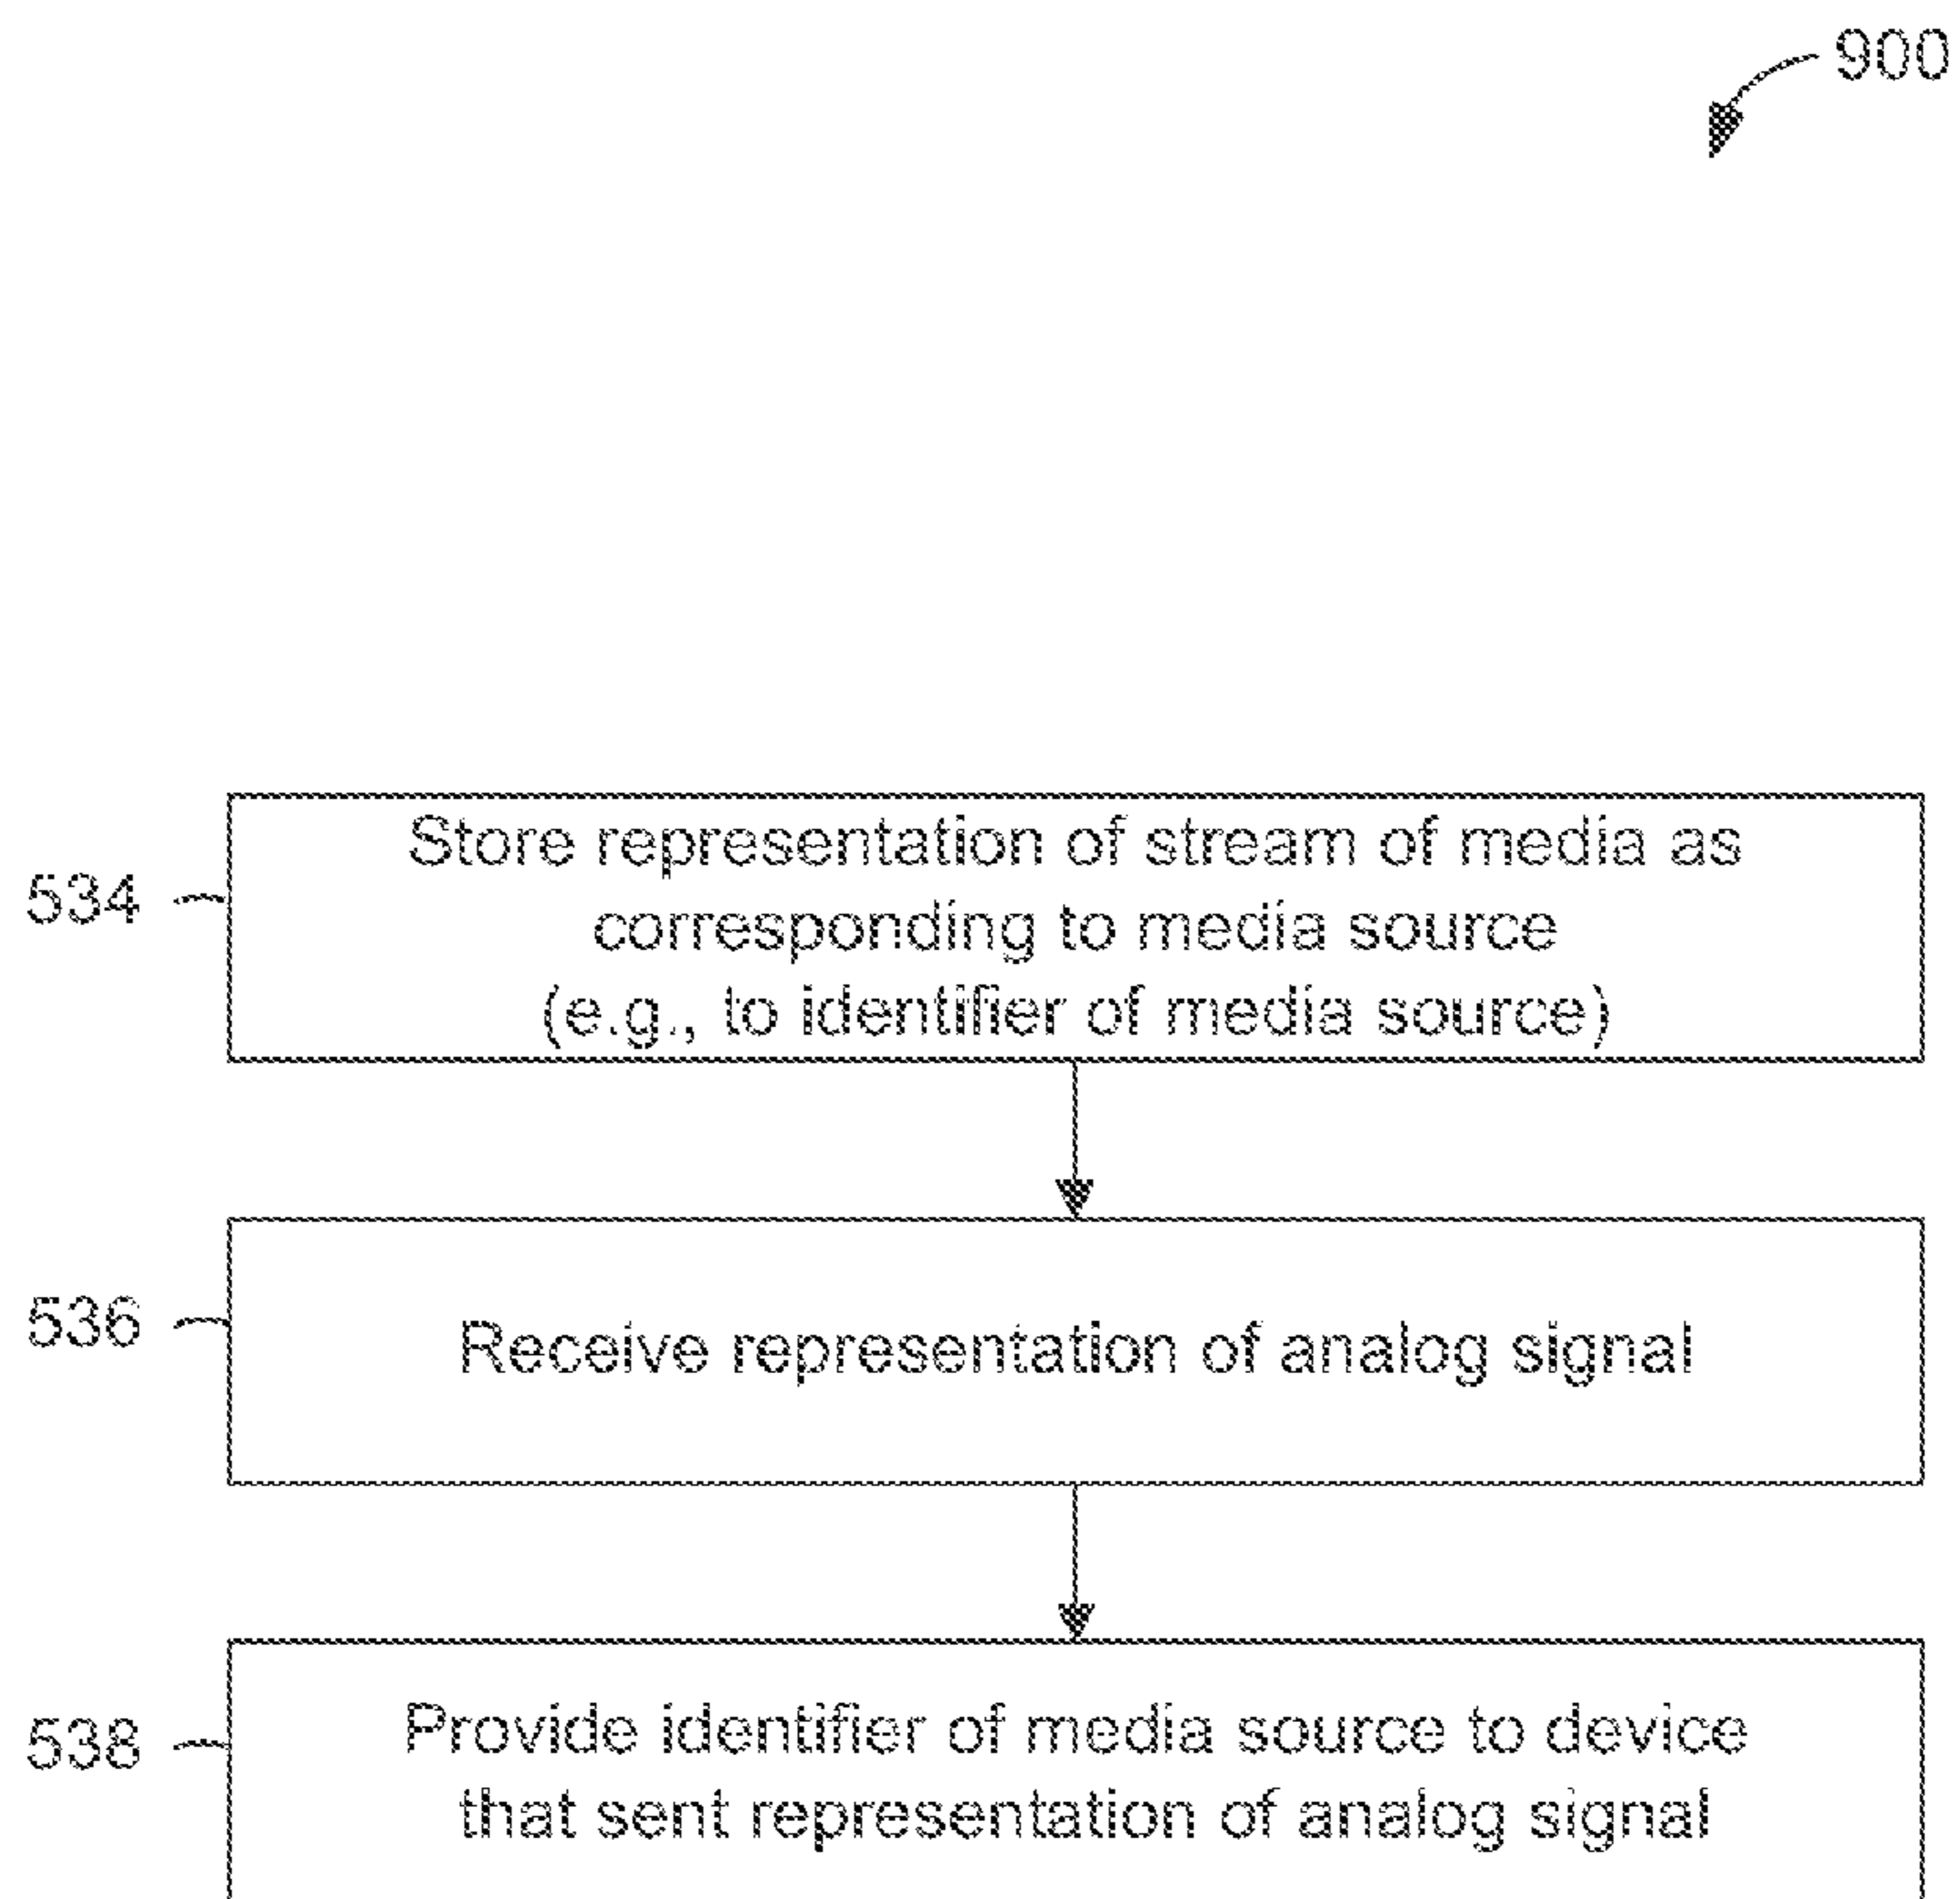 900
534
Store representation of stream of media as
corresponding to media source
(e.g., to identifier of media source)
536
Receive representation of analog signal
538
Provide identifier of media source to device
that sent representation of analog signal